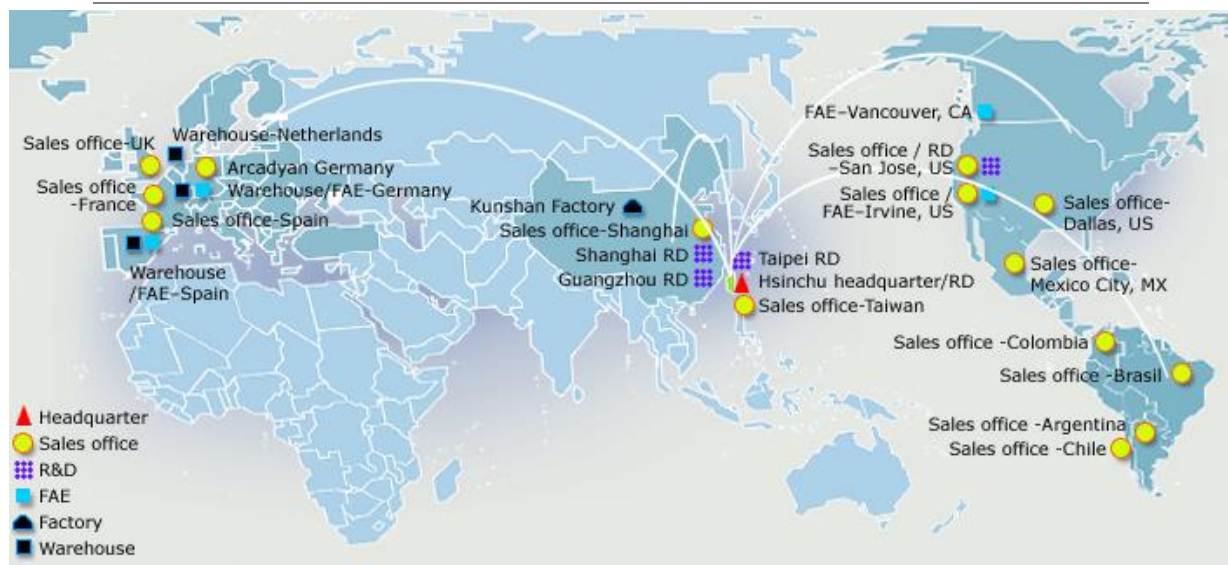 Sales office-UK
Warehouse-Netherlands
Arcadyan Germany
Sales office
-France
Warehouse/FAE-Germany
Sales office-Spain
Warehouse
/FAE–Spain
Kunshan Factory
Sales office-Shanghai
Shanghai RD
Guangzhou RD
Taipei RD
Hsinchu headquarter/RD
Sales office-Taiwan
FAE–Vancouver, CA
Sales office / RD
–San Jose, US
Sales office /
FAE–Irvine, US
Sales office-
Dallas, US
Sales office-
Mexico City, MX
Sales office -Colombia
Sales office -Brasil
Sales office -Argentina
Sales office -Chile
Headquarter
Sales office
R&D
FAE
Factory
Warehouse